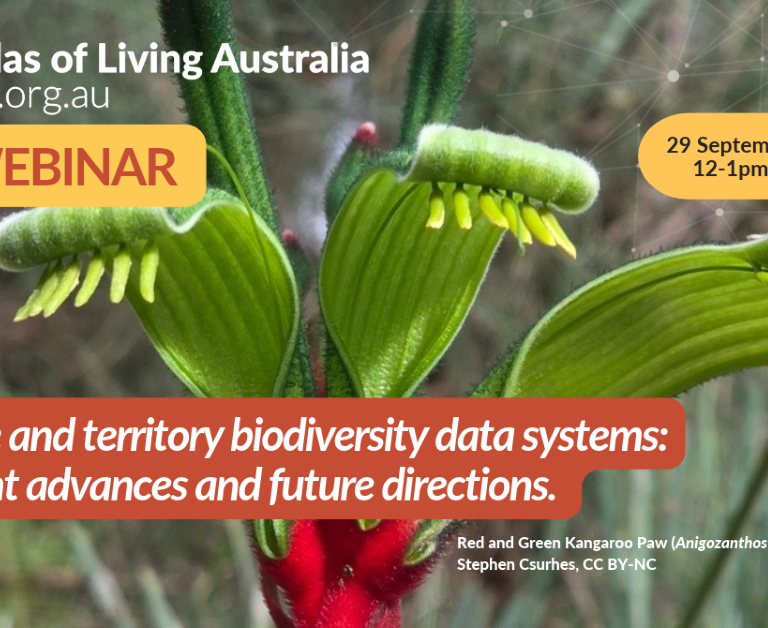 las of Living Australia
.org.au
WEBINAR
29 Septem
12-1pm
e and territory biodiversity data systems:
nt advances and future directions.
Red and Green Kangaroo Paw (Anigozanthos
Stephen Csurhes, CC BY-NC